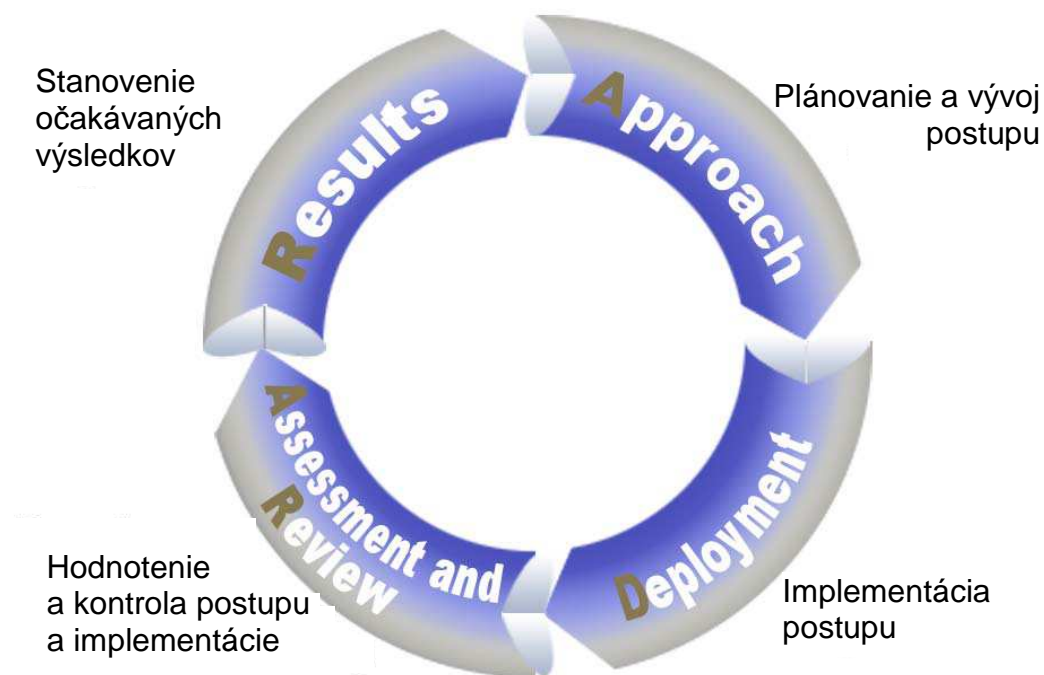 Stanovenie
očakávaných
výsledkov
Results
Approach
Plánovanie a vývoj
postupu
Assessment and
Review
Deployment
Hodnotenie
a kontrola postupu
a implementácie
Implementácia
postupu